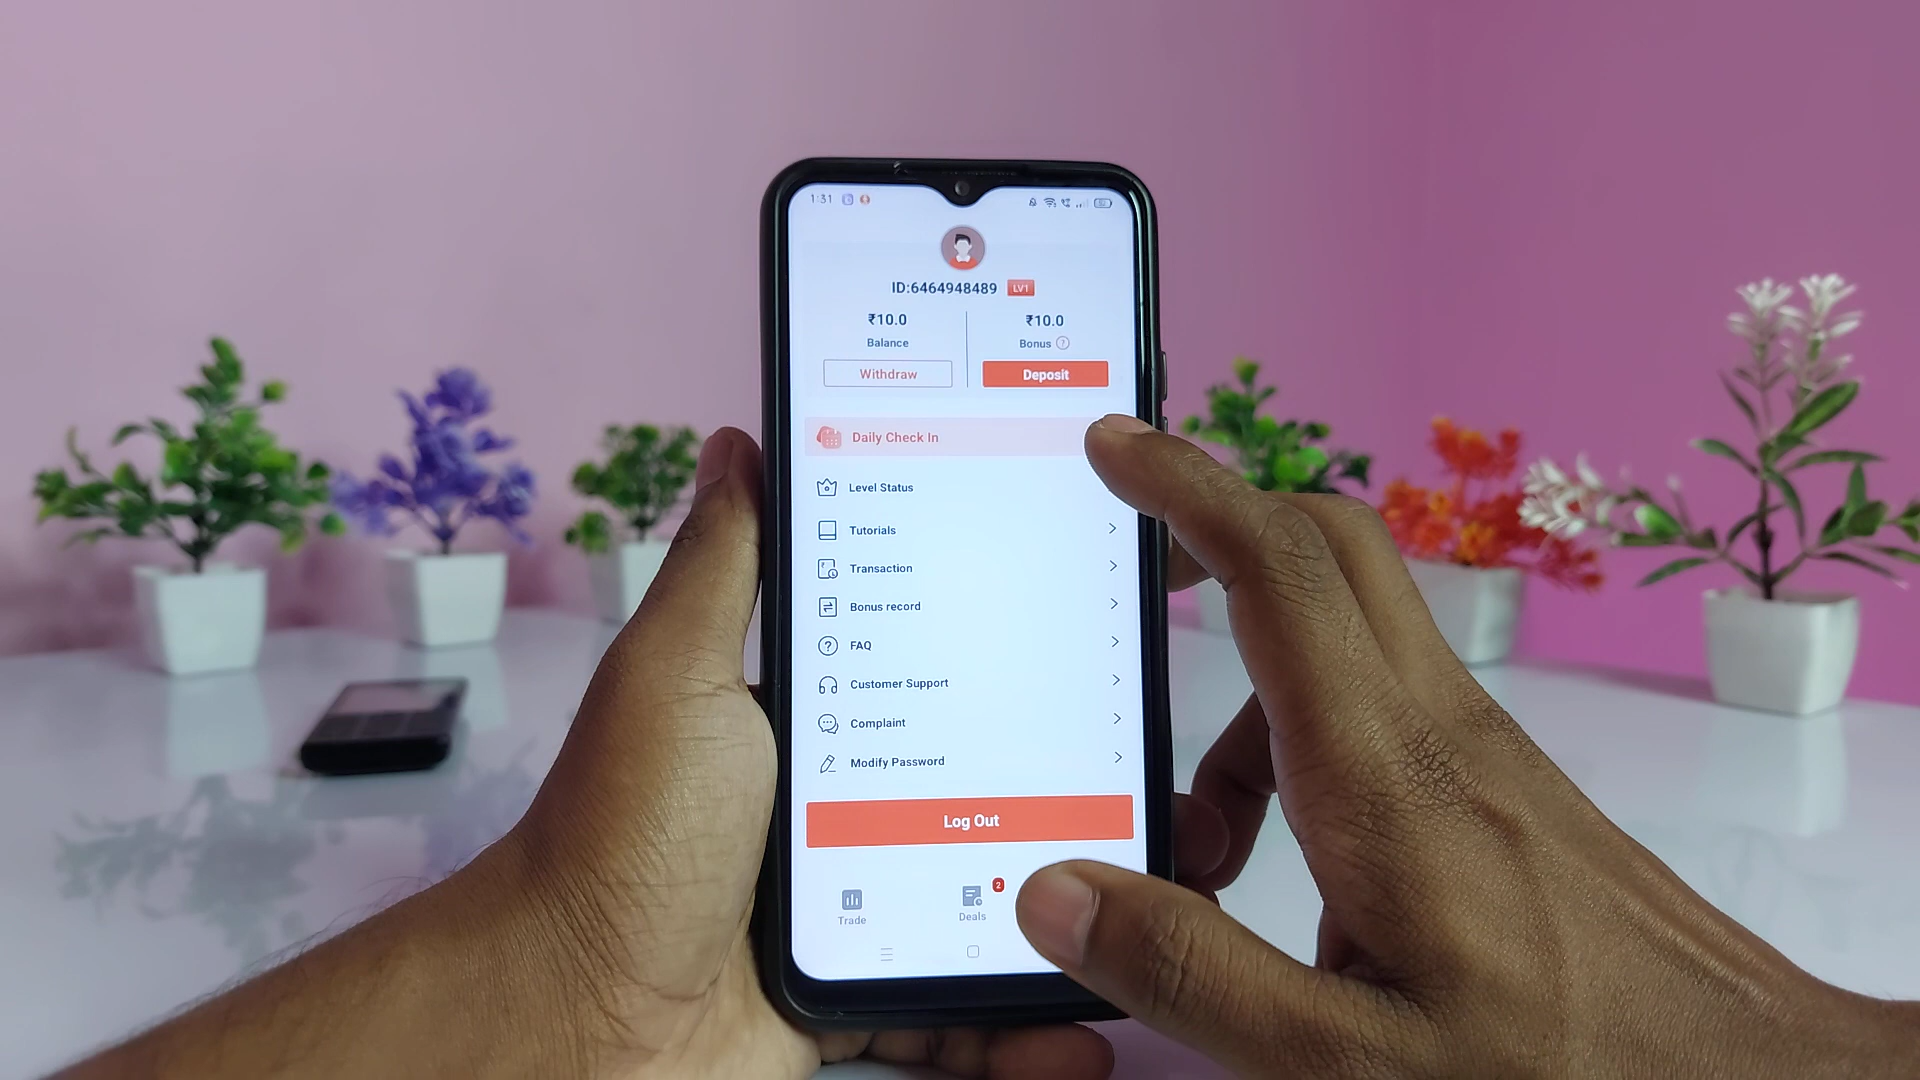 1:31
ID:6464948489 LV1
₹10.0 ₹10.0
Balance Bonus ?
Withdraw Deposit
Daily Check In
Level Status
Tutorials
Transaction
Bonus record
? FAQ
Customer Support
Complaint
Modify Password
Log Out
2
Trade Deals